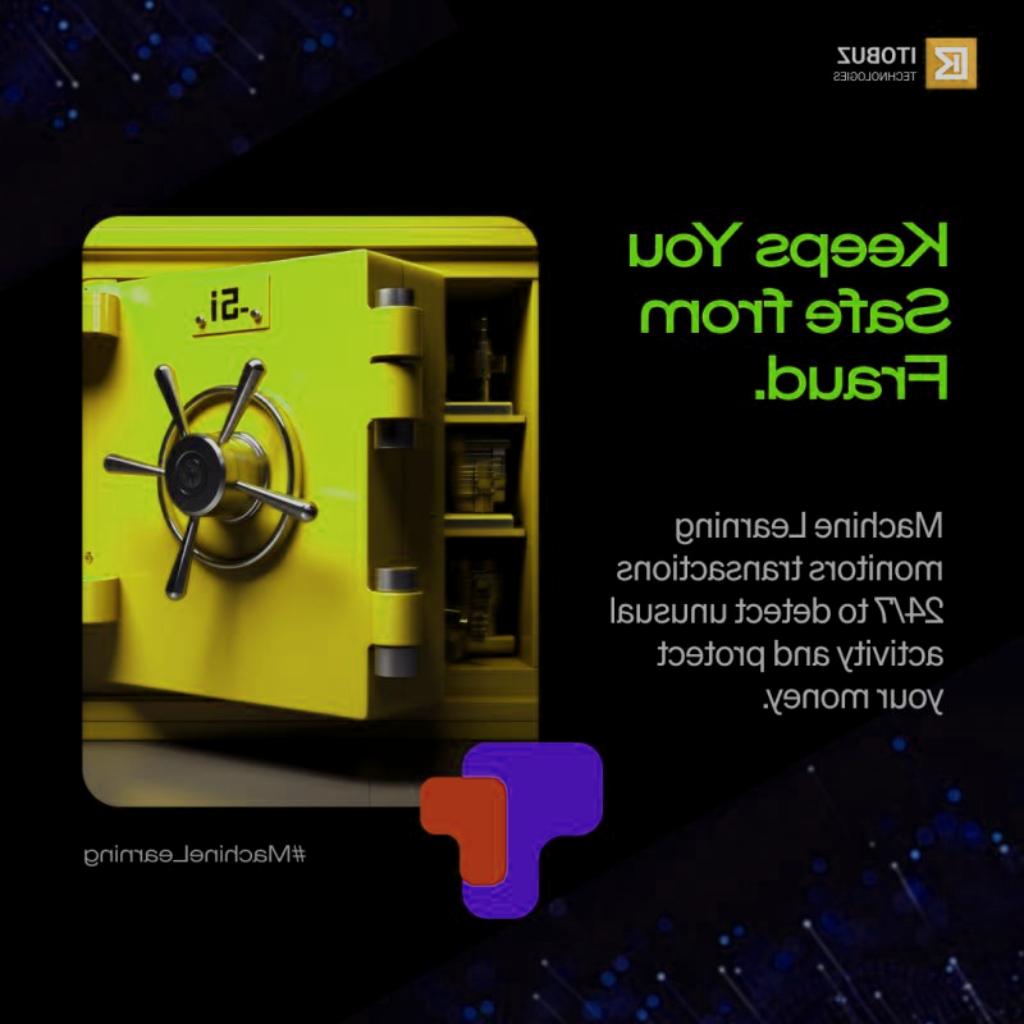 ITOBUZ
TECHNOLOGIES
Keeps You
Safe from
Fraud.
Machine Learning
monitors transactions
24/7 to detect unusual
activity and protect
your money.
#MachineLearning